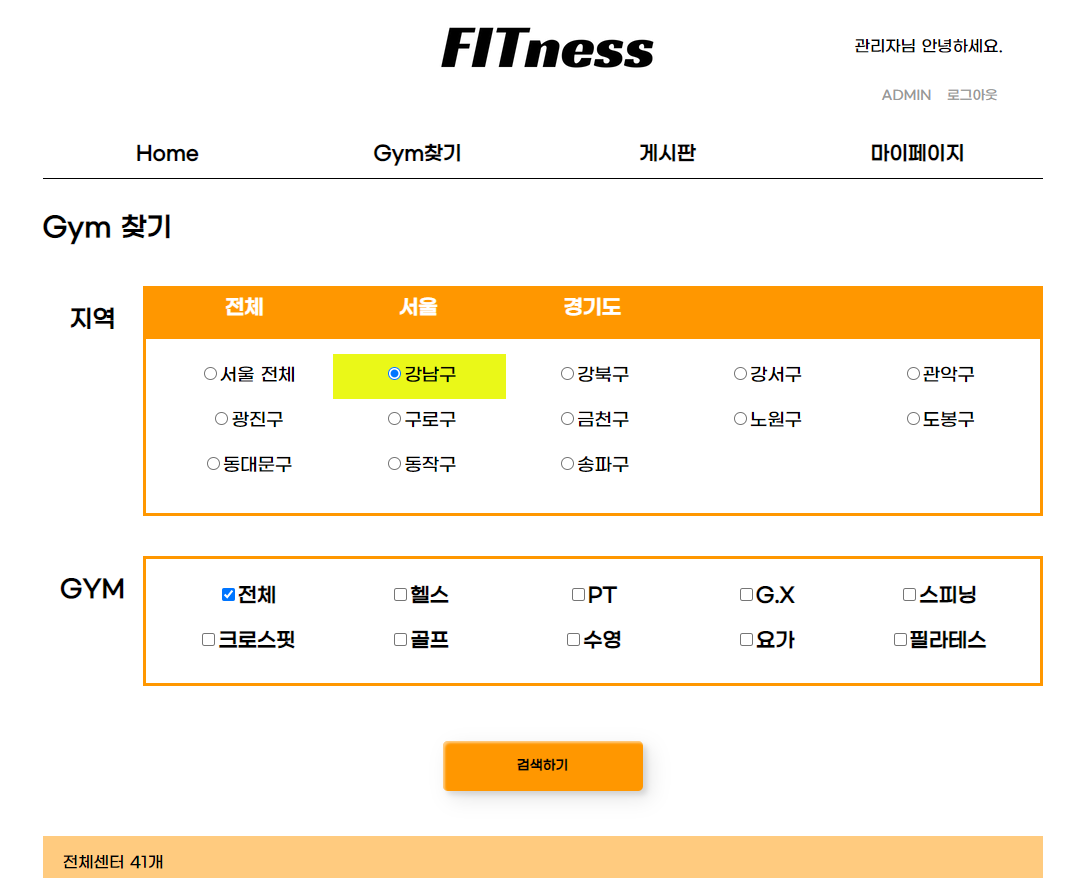 FITness
관리자님 안녕하세요.
ADMIN 로그아웃
Home Gym찾기 게시판 마이페이지
Gym 찾기
지역
전체 서울 경기도
서울 전체 강남구 강북구 강서구 관악구
광진구 구로구 금천구 노원구 도봉구
동대문구 동작구 송파구
GYM
전체 헬스 PT G.X 스피닝
크로스핏 골프 수영 요가 필라테스
검색하기
전체센터 41개